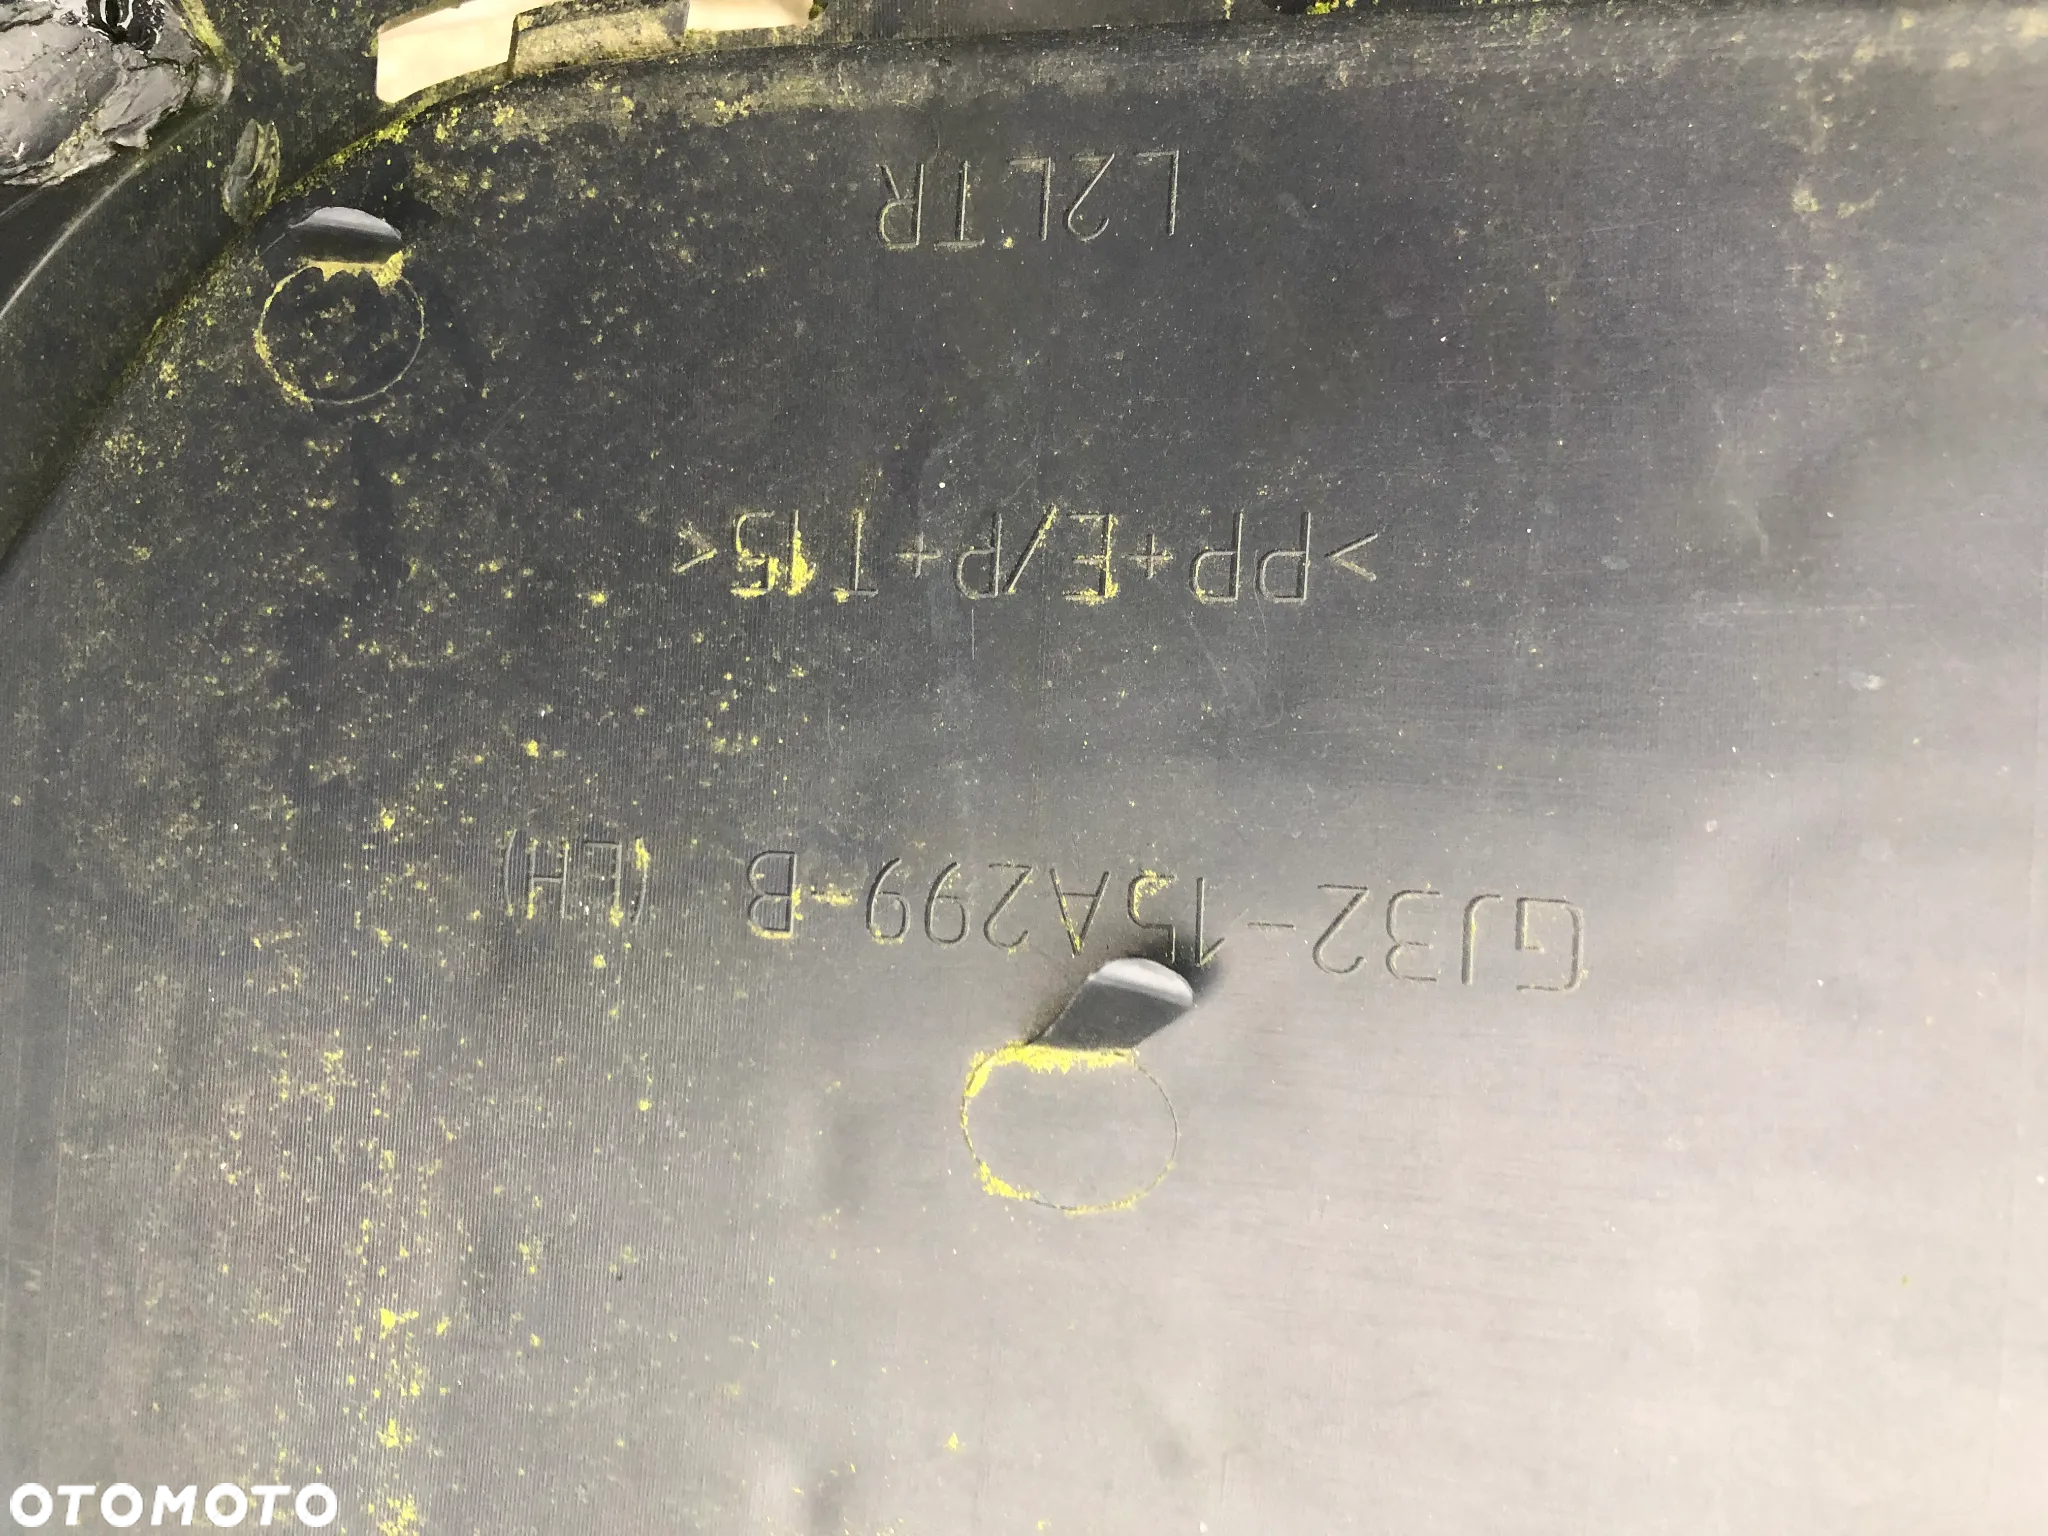 GJ32-15A299-B (LH)
>PP+E/P+T15<
L2LTR
OTOMOTO